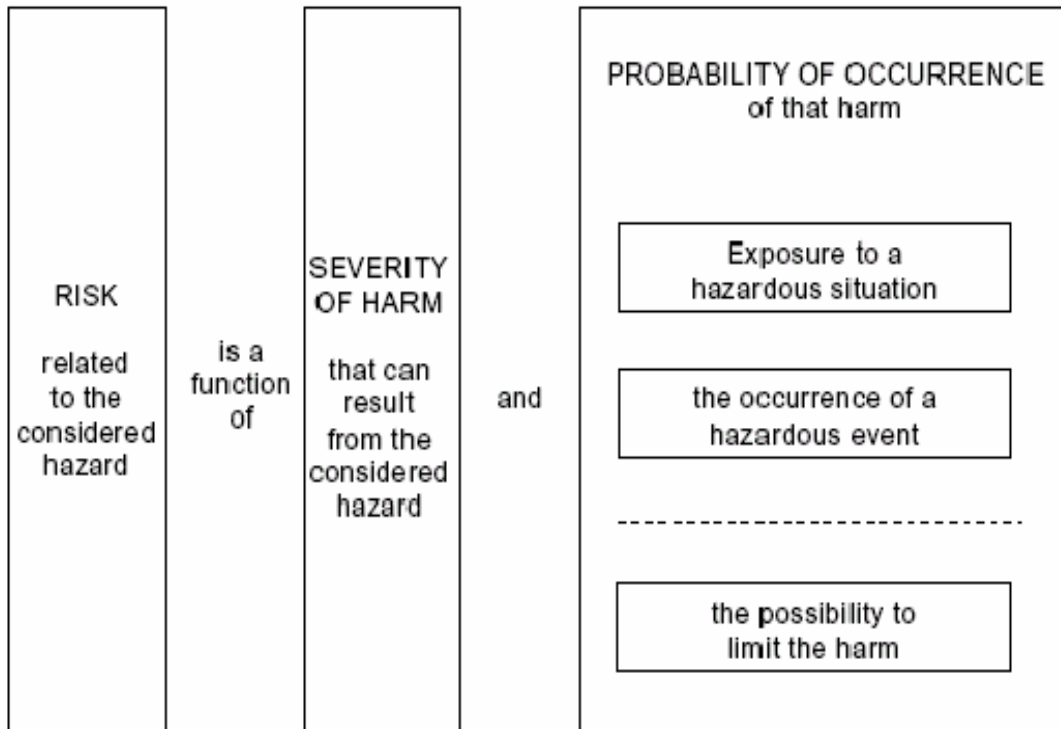 RISK
related
to the
considered
hazard
is a
function
of
SEVERITY
OF HARM
that can
result
from the
considered
hazard
and
PROBABILITY OF OCCURRENCE
of that harm
Exposure to a
hazardous situation
the occurrence of a
hazardous event
the possibility to
limit the harm